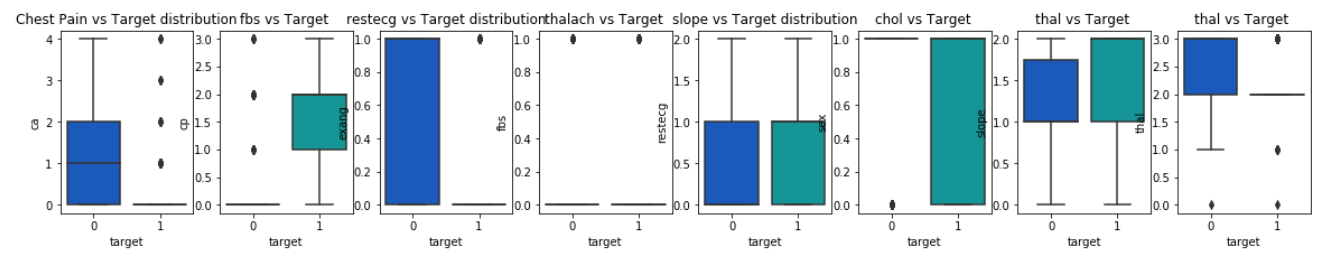 Chest Pain vs Target distribution
fbs vs Target
restecg vs Target distribution
thalach vs Target
slope vs Target distribution
chol vs Target
thal vs Target
thal vs Target
4
3
2
1
0
ca
0 1
target
3.0
2.5
2.0
1.5
1.0
0.5
0.0
cp
0 1
target
1.0
0.8
0.6
0.4
0.2
0.0
exang
0 1
target
1.0
0.8
0.6
0.4
0.2
0.0
fbs
0 1
target
2.0
1.5
1.0
0.5
0.0
restecg
0 1
target
1.0
0.8
0.6
0.4
0.2
0.0
sex
0 1
target
2.0
1.5
1.0
0.5
0.0
slope
0 1
target
3.0
2.5
2.0
1.5
1.0
0.5
0.0
thal
0 1
target